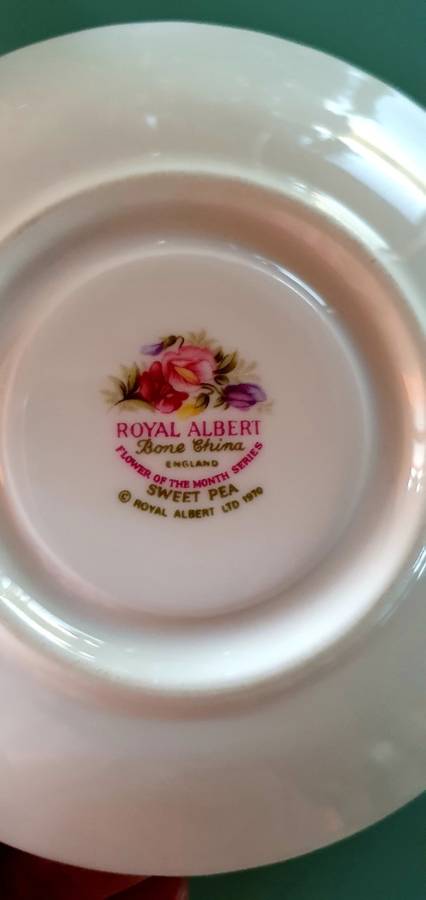 ROYAL ALBERT
Bone China
ENGLAND
FLOWER OF THE MONTH SERIES
SWEET PEA
© ROYAL ALBERT LTD 1970